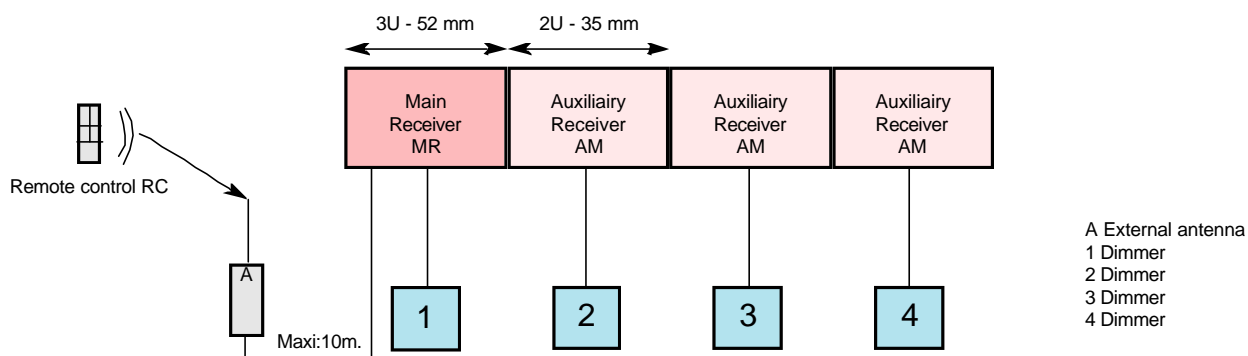 3U - 52 mm
2U - 35 mm
Main
Receiver
MR
Auxiliairy
Receiver
AM
Auxiliairy
Receiver
AM
Auxiliairy
Receiver
AM
Remote control RC
A
Maxi:10m.
1
2
3
4
A External antenna
1 Dimmer
2 Dimmer
3 Dimmer
4 Dimmer